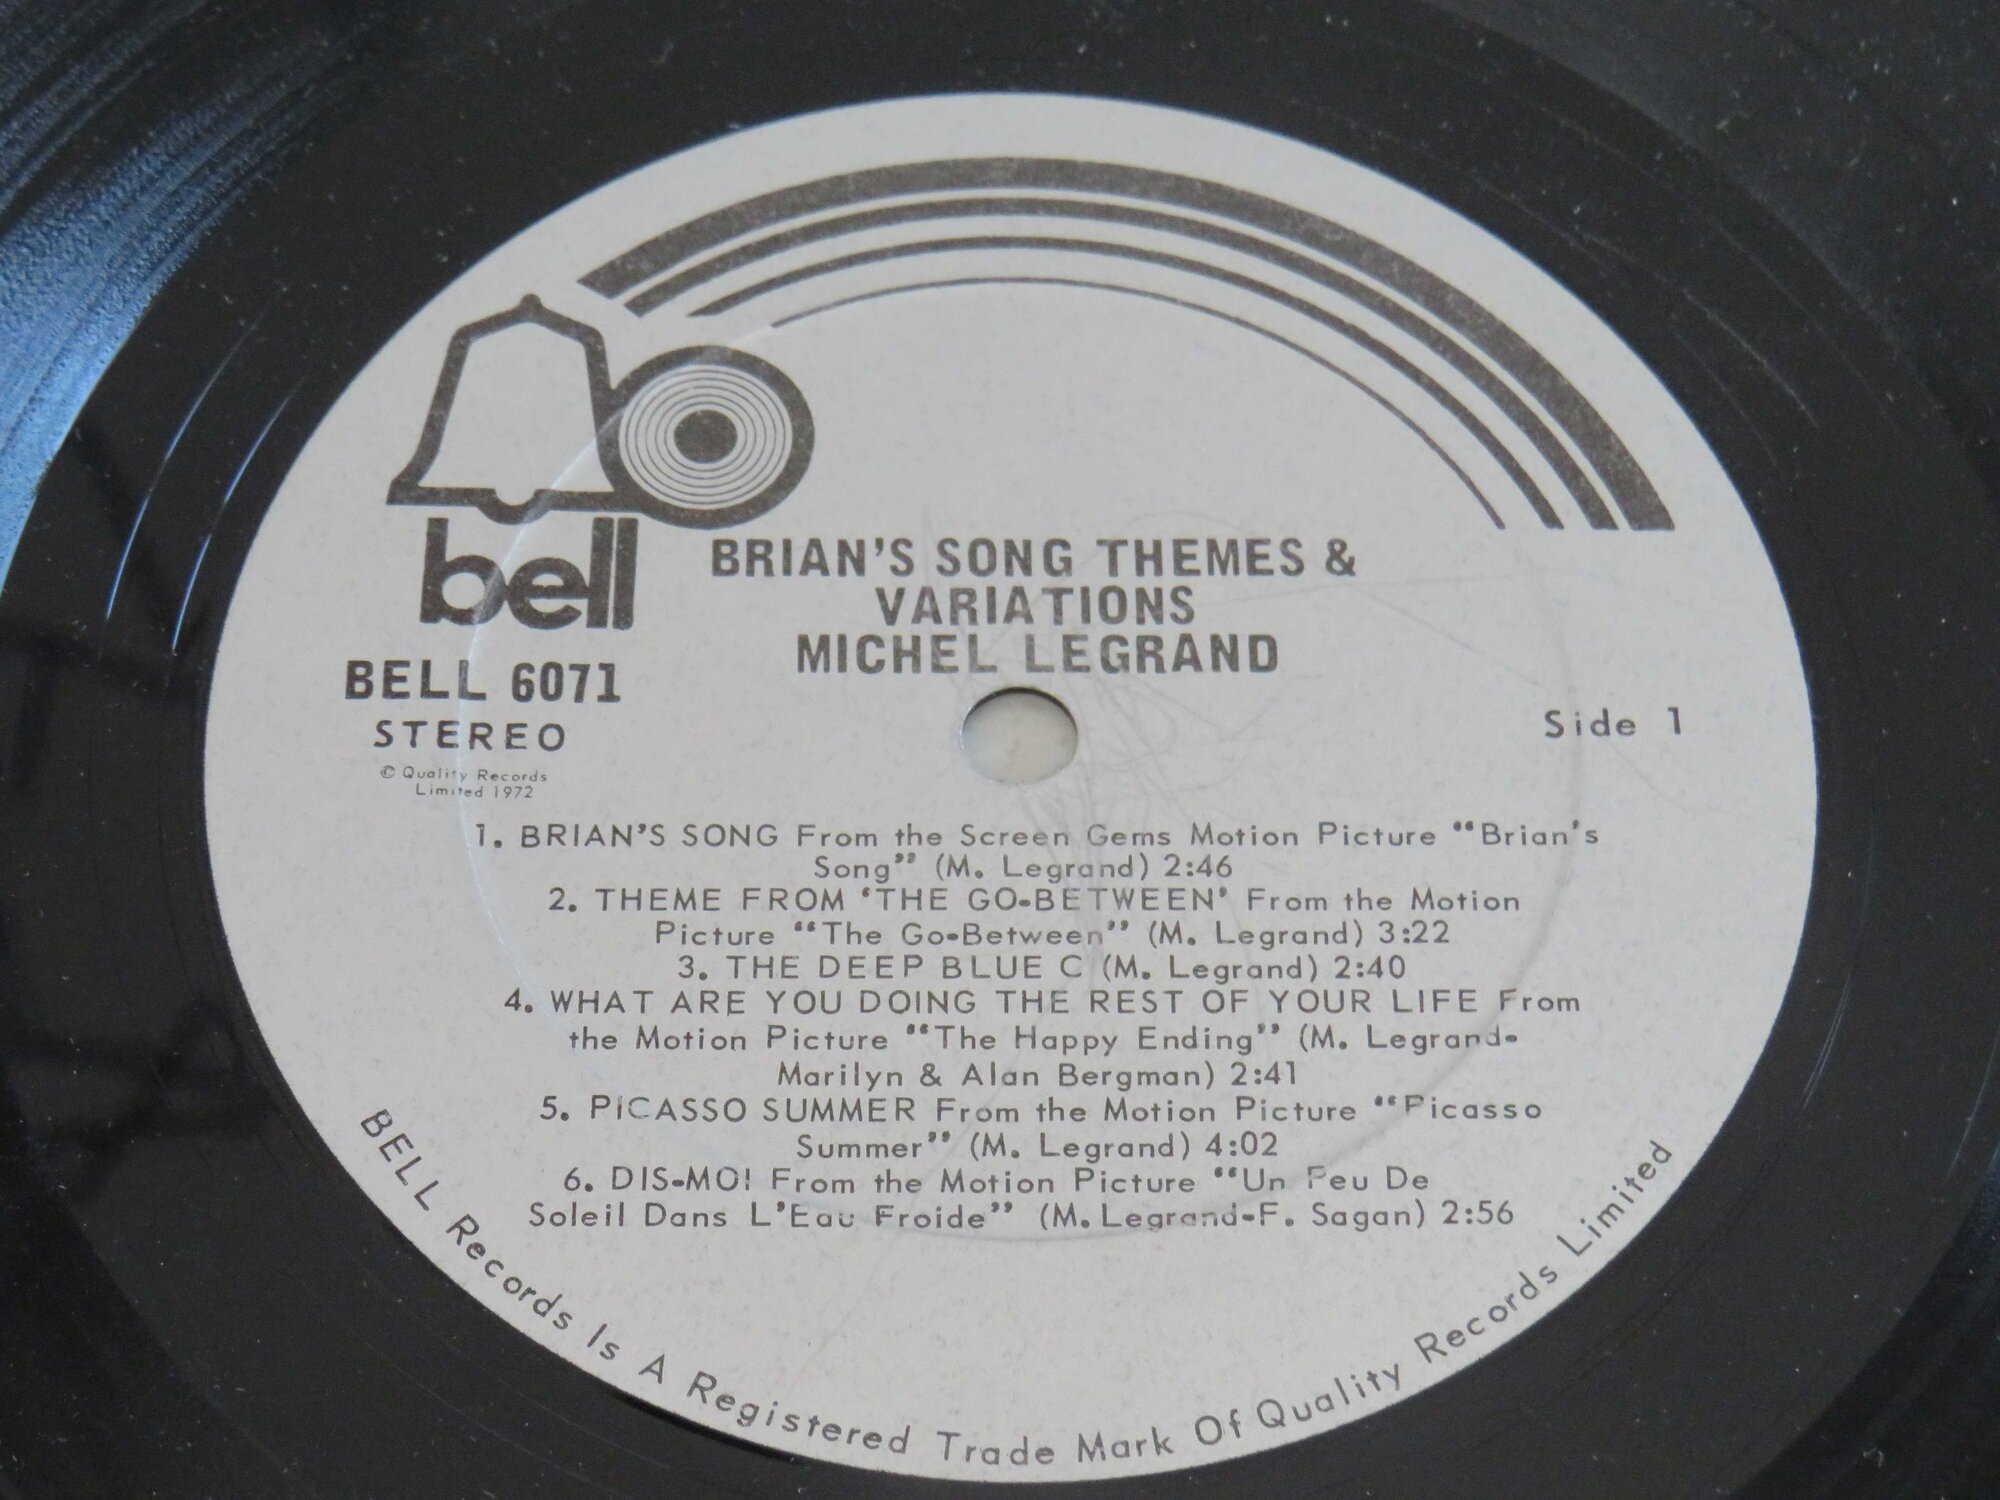 bell
BRIAN'S SONG THEMES &
VARIATIONS
MICHEL LEGRAND
BELL 6071
STEREO
© Quality Records
Limited 1972
Side 1
1. BRIAN'S SONG From the Screen Gems Motion Picture "Brian's
Song" (M. Legrand) 2:46
2. THEME FROM 'THE GO-BETWEEN' From the Motion
Picture "The Go-Between" (M. Legrand) 3:22
3. THE DEEP BLUE C (M. Legrand) 2:40
4. WHAT ARE YOU DOING THE REST OF YOUR LIFE From
the Motion Picture "The Happy Ending" (M. Legrand-
Marilyn & Alan Bergman) 2:41
5. PICASSO SUMMER From the Motion Picture "Picasso
Summer" (M. Legrand) 4:02
6. DIS-MOI From the Motion Picture "Un Peu De
Soleil Dans L'Eau Froide" (M. Legrand-F. Sagan) 2:56
BELL Records Is A Registered Trade Mark Of Quality Records Limited